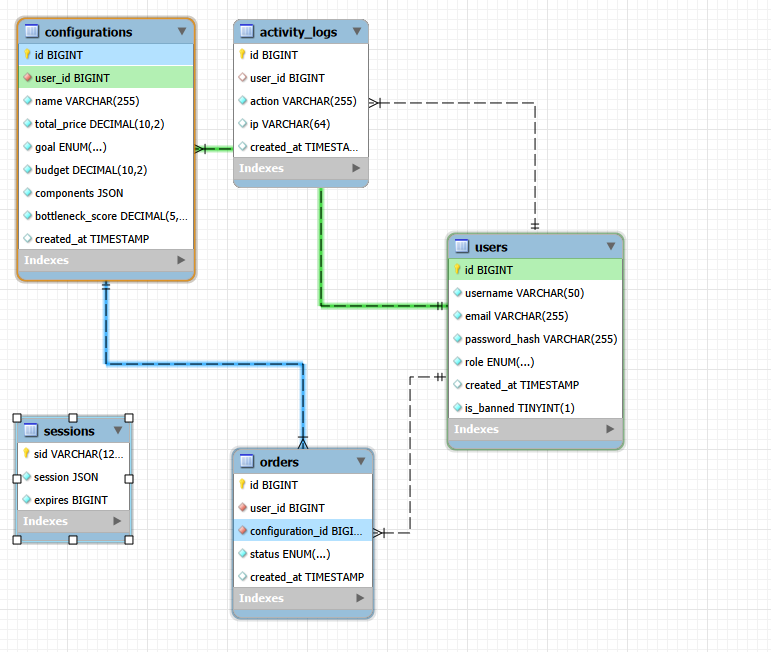 configurations
id BIGINT
user_id BIGINT
name VARCHAR(255)
total_price DECIMAL(10,2)
goal ENUM(...)
budget DECIMAL(10,2)
components JSON
bottleneck_score DECIMAL(5,...
created_at TIMESTAMP
Indexes
activity_logs
id BIGINT
user_id BIGINT
action VARCHAR(255)
ip VARCHAR(64)
created_at TIMESTA...
Indexes
users
id BIGINT
username VARCHAR(50)
email VARCHAR(255)
password_hash VARCHAR(255)
role ENUM(...)
created_at TIMESTAMP
is_banned TINYINT(1)
Indexes
sessions
sid VARCHAR(12...
session JSON
expires BIGINT
Indexes
orders
id BIGINT
user_id BIGINT
configuration_id BIGI...
status ENUM(...)
created_at TIMESTAMP
Indexes